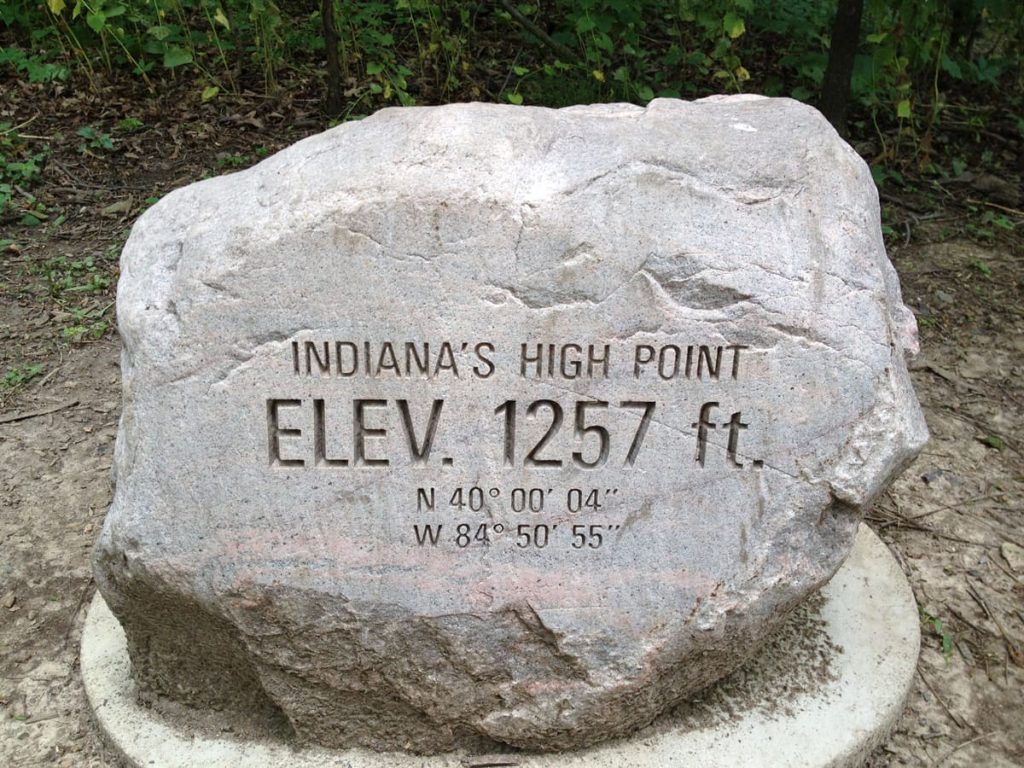 INDIANA'S HIGH POINT
ELEV. 1257 ft.
N 40° 00' 04"
W 84° 50' 55"